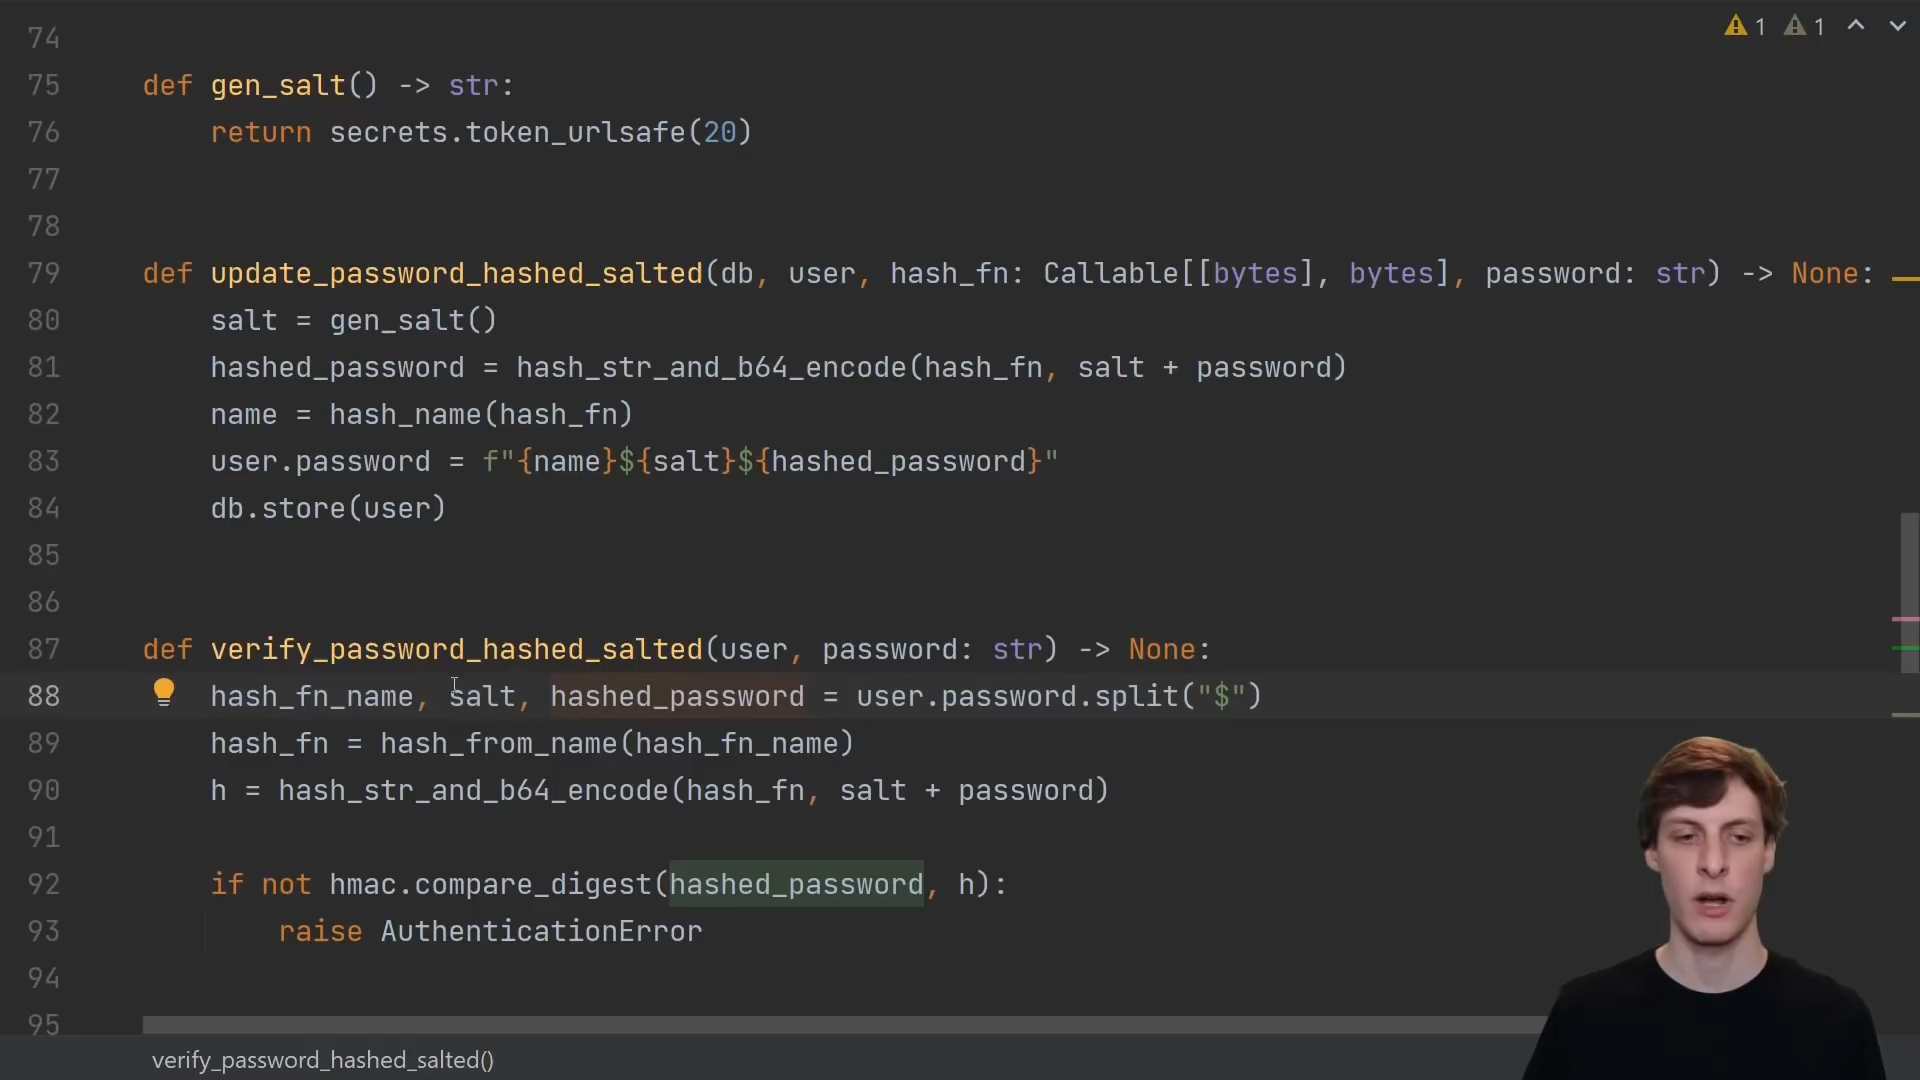 1 1
74
75 def gen_salt() -> str:
76 return secrets.token_urlsafe(20)
77
78
79 def update_password_hashed_salted(db, user, hash_fn: Callable[[bytes], bytes], password: str) -> None:
80 salt = gen_salt()
81 hashed_password = hash_str_and_b64_encode(hash_fn, salt + password)
82 name = hash_name(hash_fn)
83 user.password = f"{name}${salt}${hashed_password}"
84 db.store(user)
85
86
87 def verify_password_hashed_salted(user, password: str) -> None:
88 hash_fn_name, salt, hashed_password = user.password.split("$")
89 hash_fn = hash_from_name(hash_fn_name)
90 h = hash_str_and_b64_encode(hash_fn, salt + password)
91
92 if not hmac.compare_digest(hashed_password, h):
93 raise AuthenticationError
94
95
verify_password_hashed_salted()